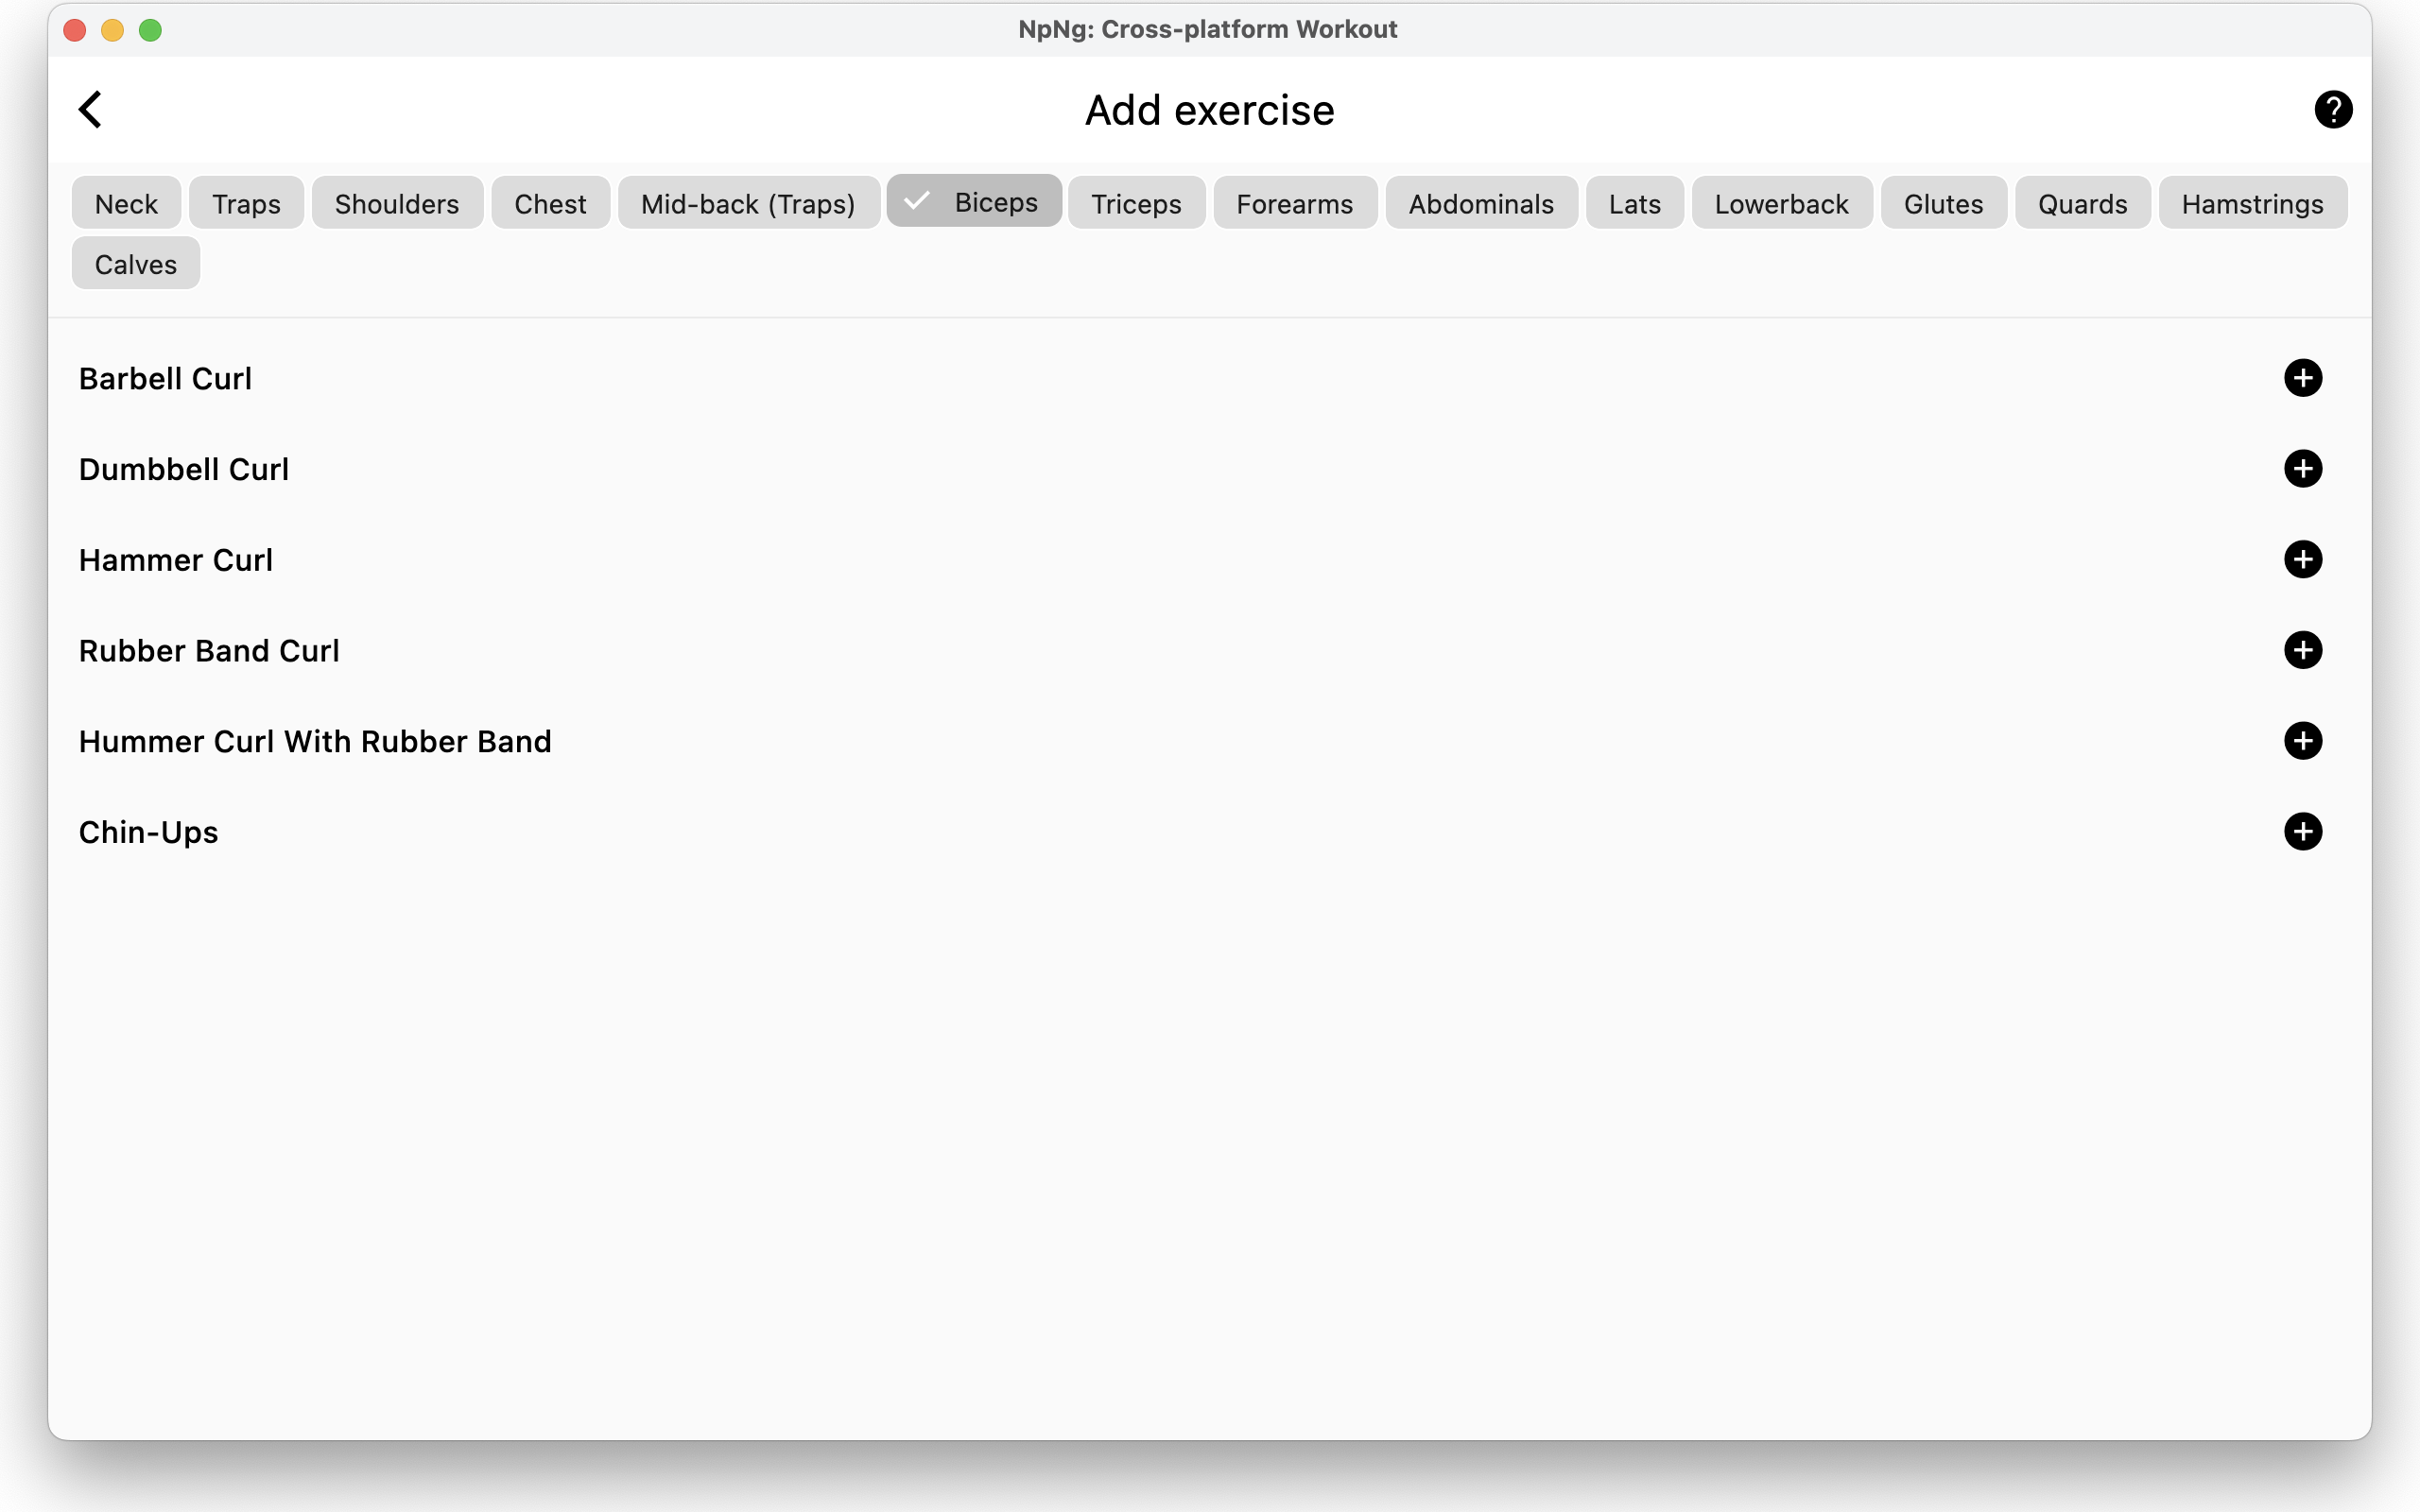 NpNg: Cross-platform Workout
Add exercise
Neck Traps Shoulders Chest Mid-back (Traps) Biceps Triceps Forearms Abdominals Lats Lowerback Glutes Quards Hamstrings
Calves
Barbell Curl
Dumbbell Curl
Hammer Curl
Rubber Band Curl
Hummer Curl With Rubber Band
Chin-Ups